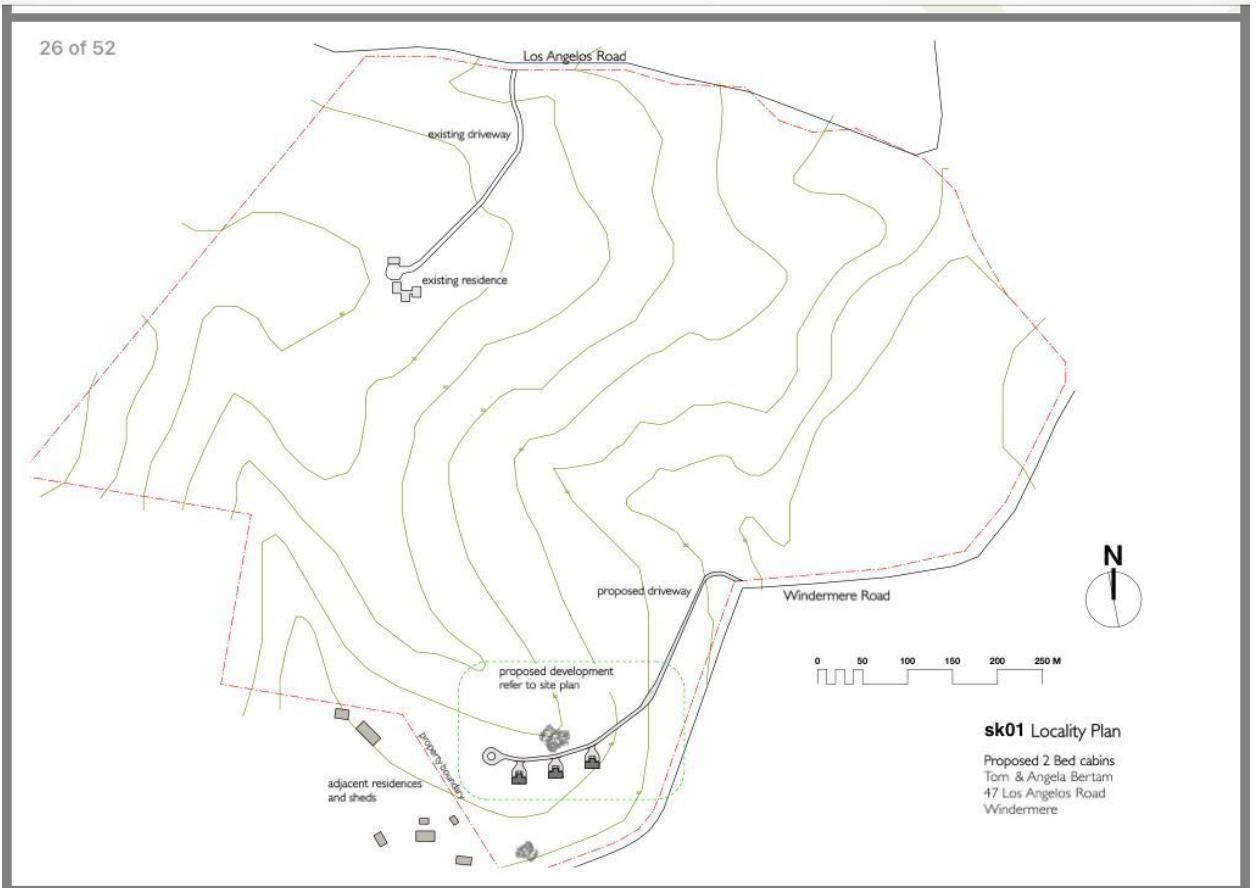 26 of 52
Los Angelos Road
existing driveway
existing residence
N
proposed driveway
Windermere Road
0 50 100 150 200 250 M
proposed development
refer to site plan
property boundary
sk01 Locality Plan
Proposed 2 Bed cabins
Tom & Angela Bertam
47 Los Angelos Road
Windermere
adjacent residences
and sheds